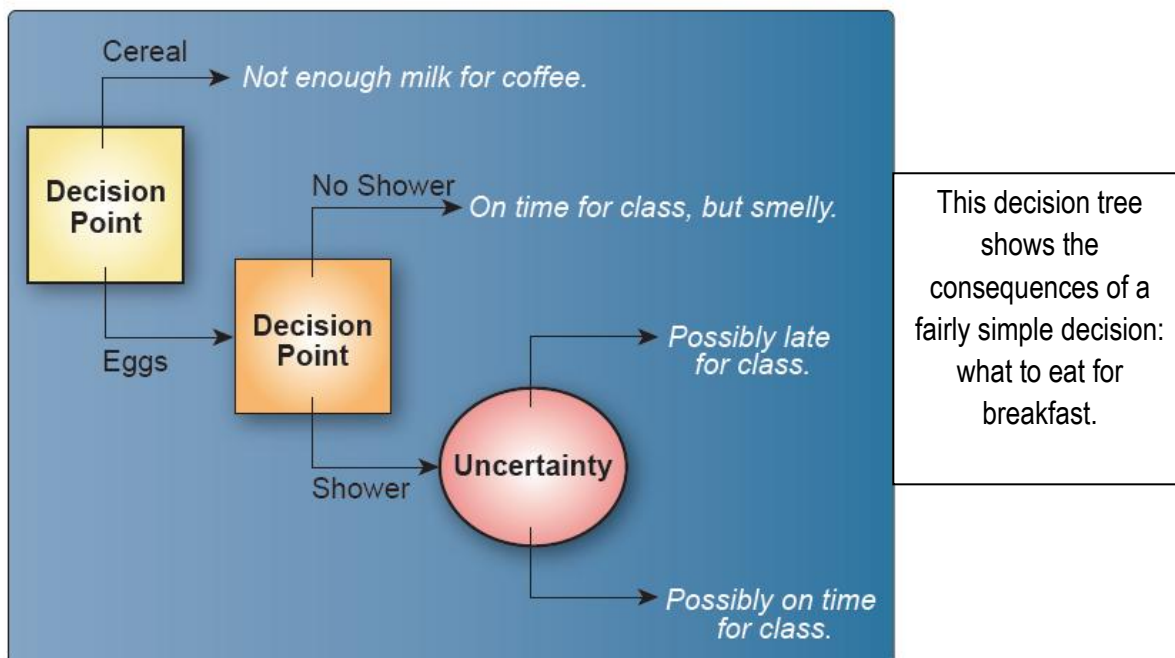 Cereal
Not enough milk for coffee.
Decision
Point
No Shower
On time for class, but smelly.
Eggs
Decision
Point
Possibly late
for class.
Shower
Uncertainty
Possibly on time
for class.
This decision tree
shows the
consequences of a
fairly simple decision:
what to eat for
breakfast.